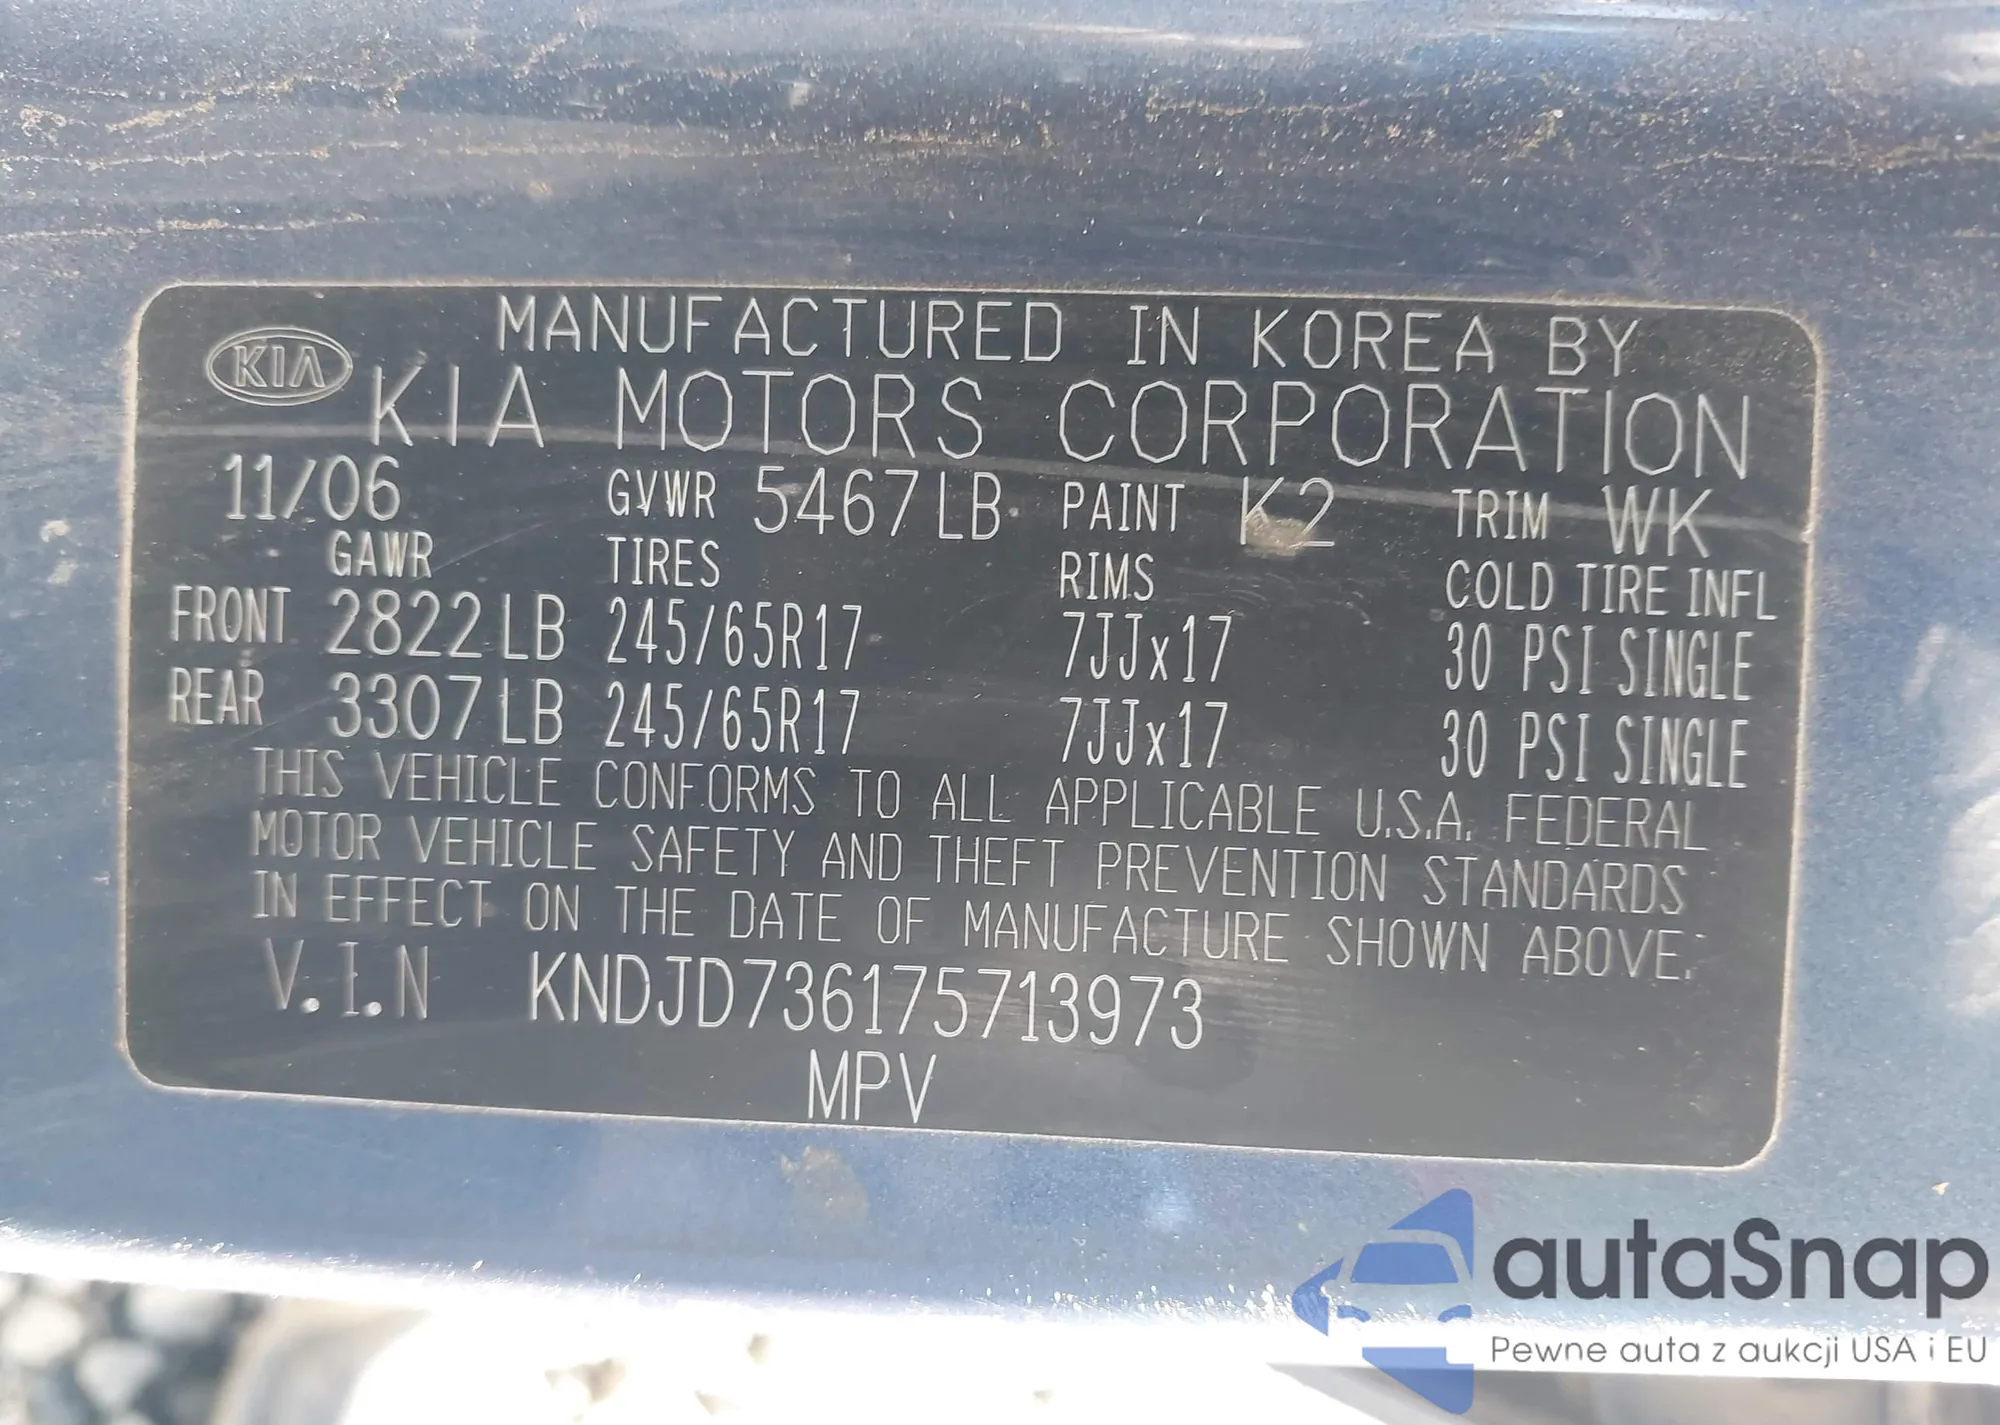 MANUFACTURED IN KOREA BY
KIA KIA MOTORS CORPORATION
11/06 GVWR 5467LB PAINT K2 TRIM WK
GAWR TIRES RIMS COLD TIRE INFL
FRONT 2822LB 245/65R17 7JJx17 30 PSI SINGLE
REAR 3307LB 245/65R17 7JJx17 30 PSI SINGLE
THIS VEHICLE CONFORMS TO ALL APPLICABLE U.S.A. FEDERAL
MOTOR VEHICLE SAFETY AND THEFT PREVENTION STANDARDS
IN EFFECT ON THE DATE OF MANUFACTURE SHOWN ABOVE.
V.I.N KNDJD736175713973
MPV
autaSnap
Pewne auta z aukcji USA i EU